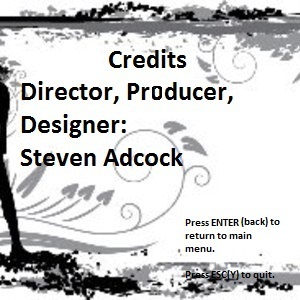 Credits
Director, Producer,
Designer:
Steven Adcock
Press ENTER (back) to
return to main
menu.
Press ESC(Y) to quit.